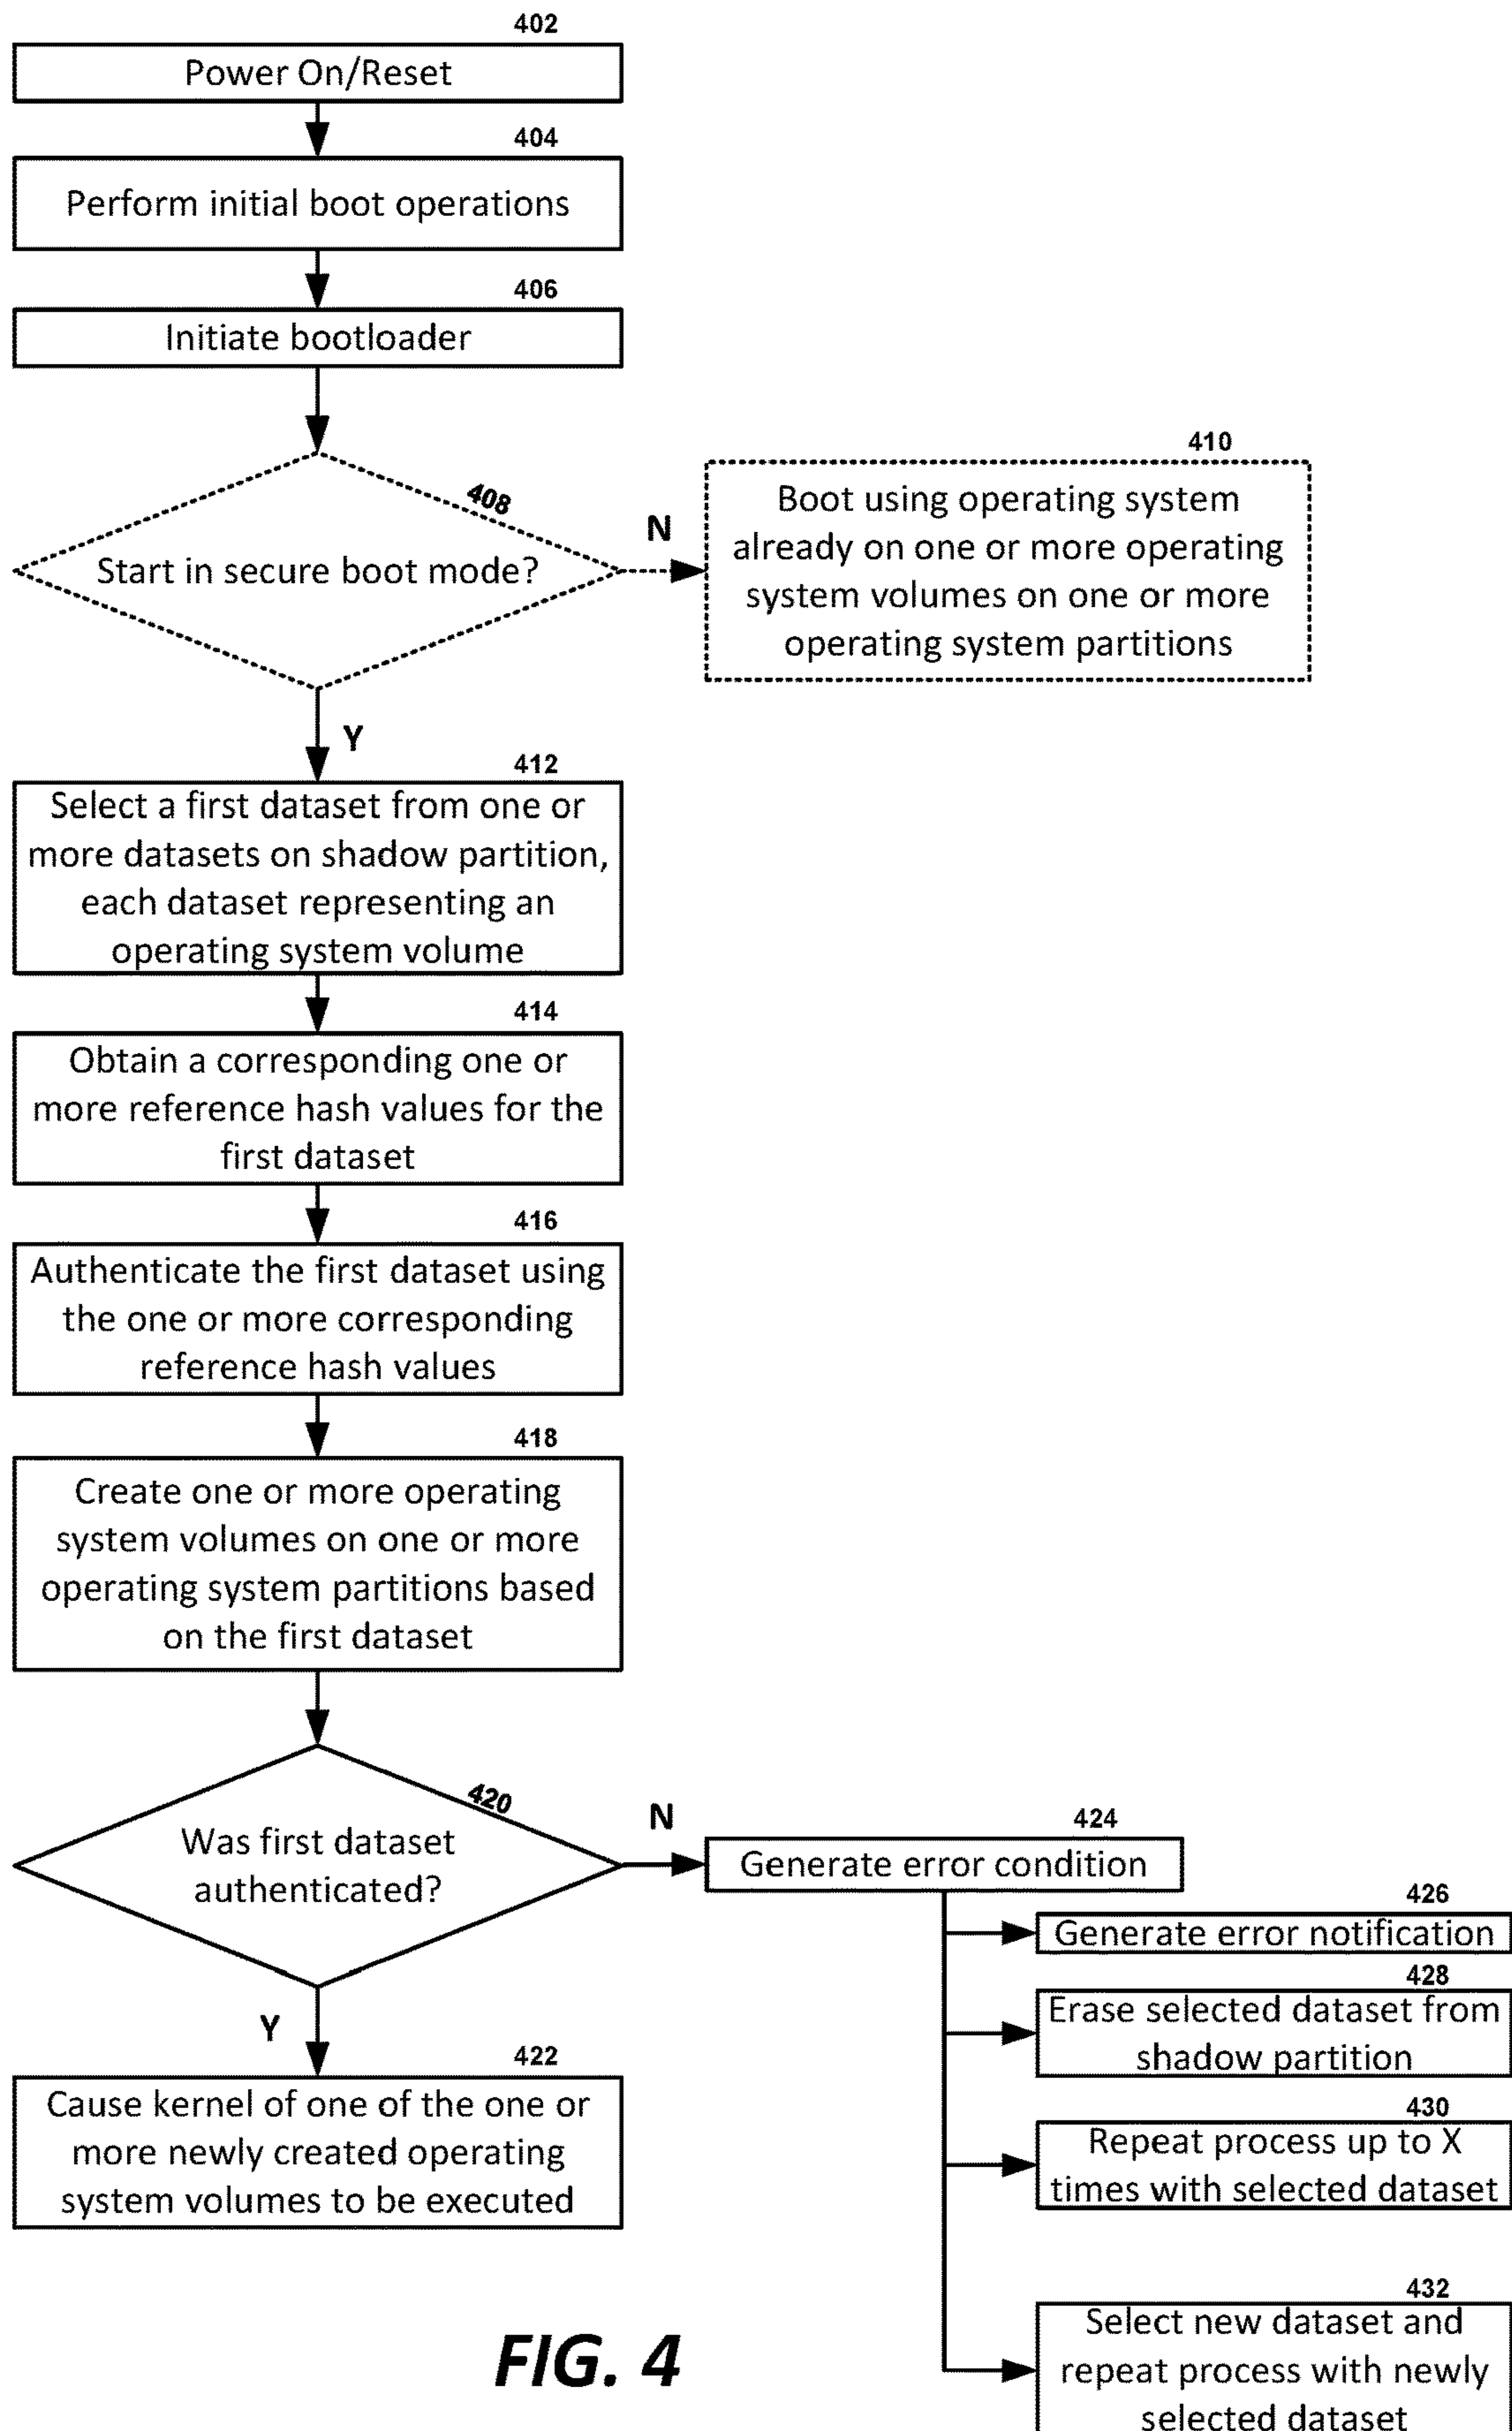 402
Power On/Reset
404
Perform initial boot operations
406
Initiate bootloader
408
Start in secure boot mode?
N
410
Boot using operating system
already on one or more operating
system volumes on one or more
operating system partitions
Y
412
Select a first dataset from one or
more datasets on shadow partition,
each dataset representing an
operating system volume
414
Obtain a corresponding one or
more reference hash values for the
first dataset
416
Authenticate the first dataset using
the one or more corresponding
reference hash values
418
Create one or more operating
system volumes on one or more
operating system partitions based
on the first dataset
420
Was first dataset
authenticated?
N
424
Generate error condition
426
Generate error notification
428
Erase selected dataset from
shadow partition
430
Repeat process up to X
times with selected dataset
432
Select new dataset and
repeat process with newly
selected dataset
Y
422
Cause kernel of one of the one or
more newly created operating
system volumes to be executed
FIG. 4